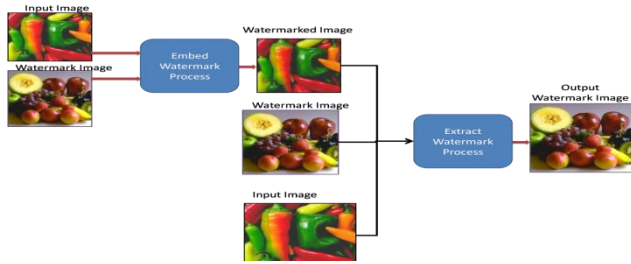 Input Image
Watermark Image
Embed
Watermark
Process
Watermarked Image
Watermark Image
Input Image
Extract
Watermark
Process
Output
Watermark Image